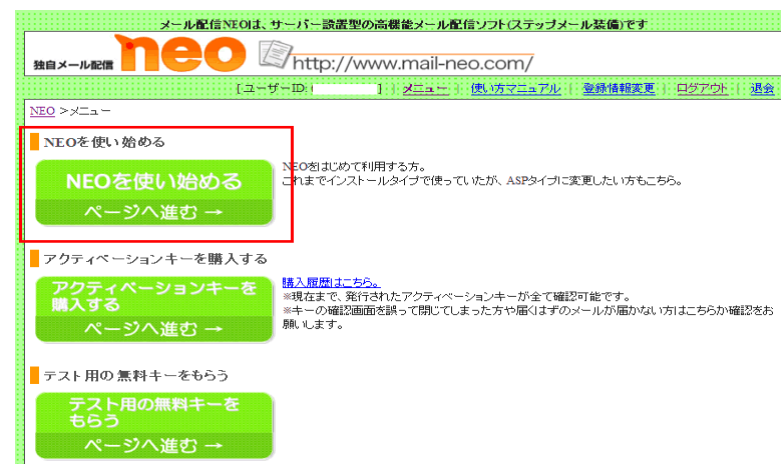 メール配信NEOは、サーバー設置型の高機能メール配信ソフト(ステップメール装備)です
独自メール配信 neo http://www.mail-neo.com/
[ユーザーID:( ] | メニュー | 使い方マニュアル | 登録情報変更 | ログアウト | 退会
NEO >メニュー
NEOを使い始める
NEOを使い始める
ページへ進む →
NEOをはじめて利用する方。
これまでインストールタイプで使っていたが、ASPタイプに変更したい方もこちら。
アクティベーションキーを購入する
アクティベーションキーを
購入する
ページへ進む →
購入履歴はこちら。
※現在まで、発行されたアクティベーションキーが全て確認可能です。
※キーの確認画面を誤って閉じてしまった方や届くはずのメールが届かない方はこちらか確認をお
願いします。
テスト用の無料キーをもらう
テスト用の無料キーを
もらう
ページへ進む →